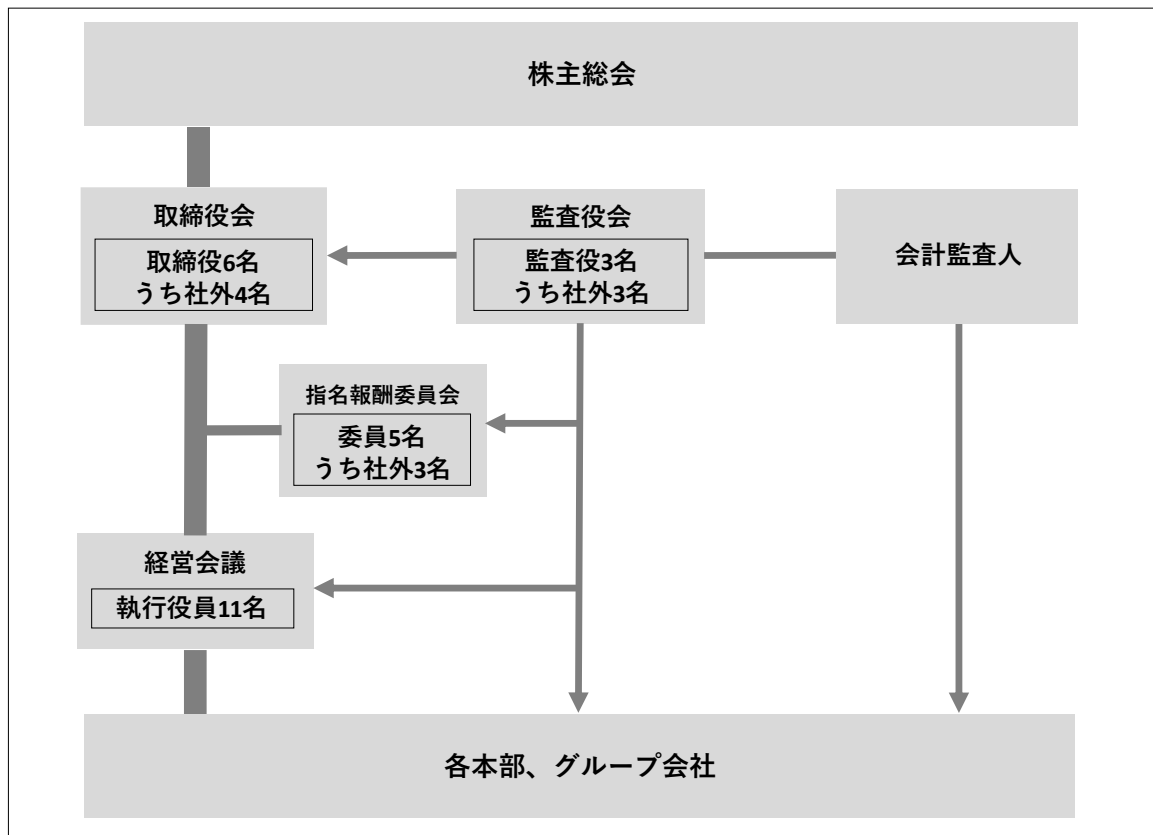 株主総会
取締役会
取締役6名
うち社外4名
監査役会
監査役3名
うち社外3名
会計監査人
指名報酬委員会
委員5名
うち社外3名
経営会議
執行役員11名
各本部、グループ会社